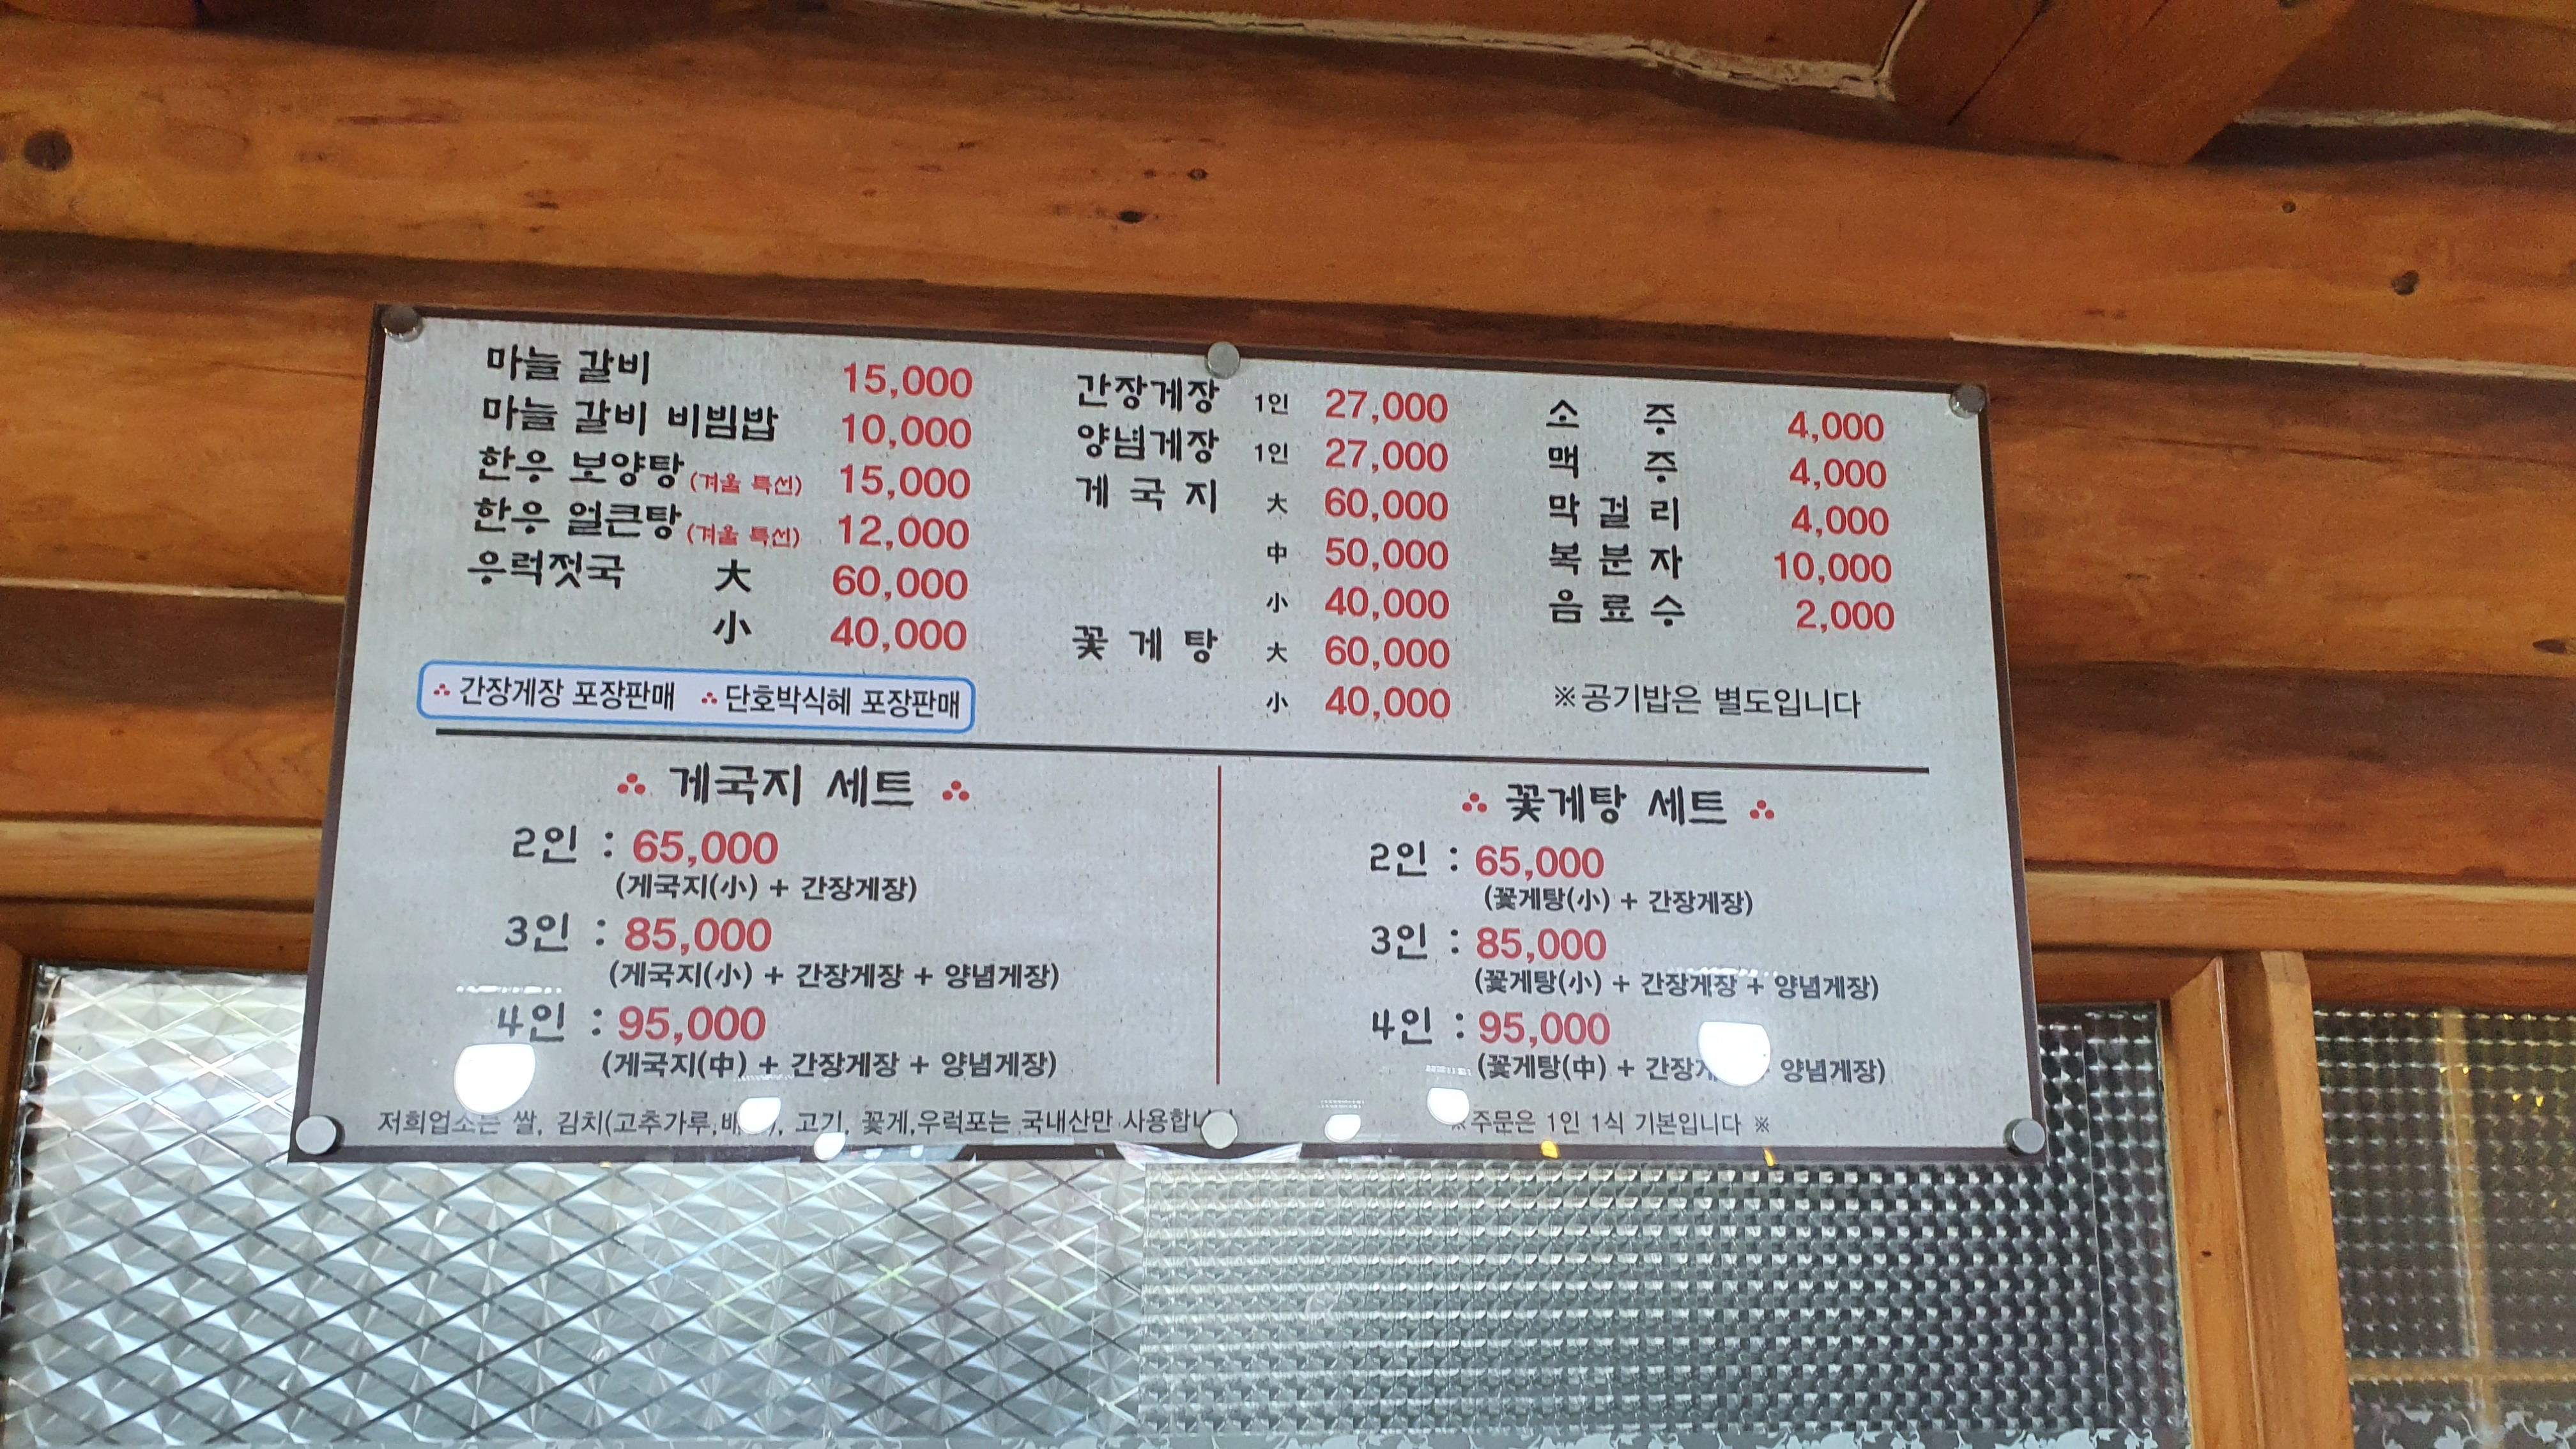 마늘 갈비 15,000
마늘 갈비 비빔밥 10,000
한우 보양탕 (겨울 특선) 15,000
한우 얼큰탕 (겨울 특선) 12,000
우럭젓국 大 60,000
小 40,000
간장게장 포장판매 단호박식혜 포장판매
간장게장 1인 27,000
양념게장 1인 27,000
게국지 大 60,000
中 50,000
小 40,000
꽃게탕 大 60,000
小 40,000
소주 4,000
맥주 4,000
막걸리 4,000
복분자 10,000
음료수 2,000
※공기밥은 별도입니다
게국지 세트
2인 : 65,000
(게국지(小) + 간장게장)
3인 : 85,000
(게국지(小) + 간장게장 + 양념게장)
4인 : 95,000
(게국지(中) + 간장게장 + 양념게장)
꽃게탕 세트
2인 : 65,000
(꽃게탕(小) + 간장게장)
3인 : 85,000
(꽃게탕(小) + 간장게장 + 양념게장)
4인 : 95,000
(꽃게탕(中) + 간장게장 + 양념게장)
저희업소는 쌀, 김치(고추가루, ), 고기, 꽃게,우럭포는 국내산만
※주문은 1인 1식 기본입니다 ※